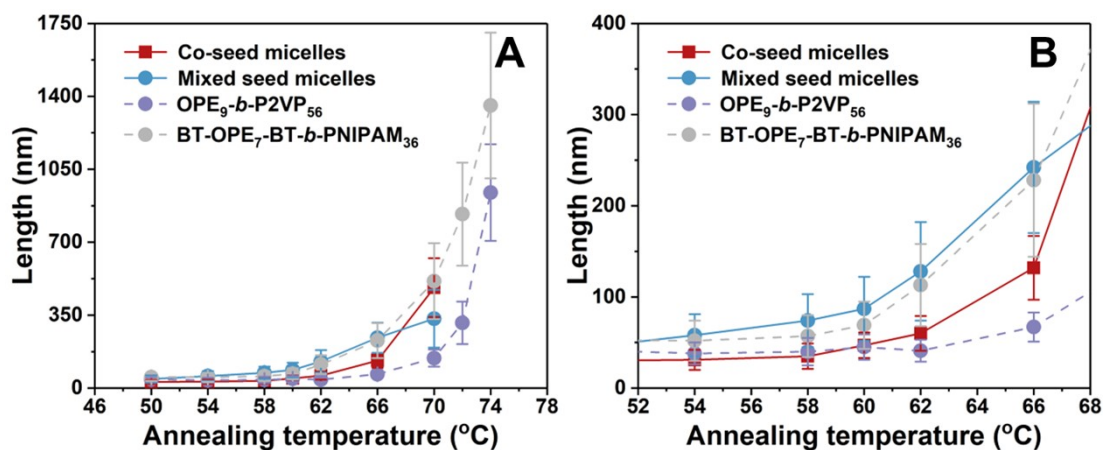 A
Co-seed micelles
Mixed seed micelles
OPE₉-b-P2VP₅₆
BT-OPE₇-BT-b-PNIPAM₃₆
Length (nm)
1750
1400
1050
700
350
0
46 50 54 58 62 66 70 74 78
Annealing temperature (°C)
B
Co-seed micelles
Mixed seed micelles
OPE₉-b-P2VP₅₆
BT-OPE₇-BT-b-PNIPAM₃₆
Length (nm)
400
300
200
100
0
52 54 56 58 60 62 64 66 68
Annealing temperature (°C)